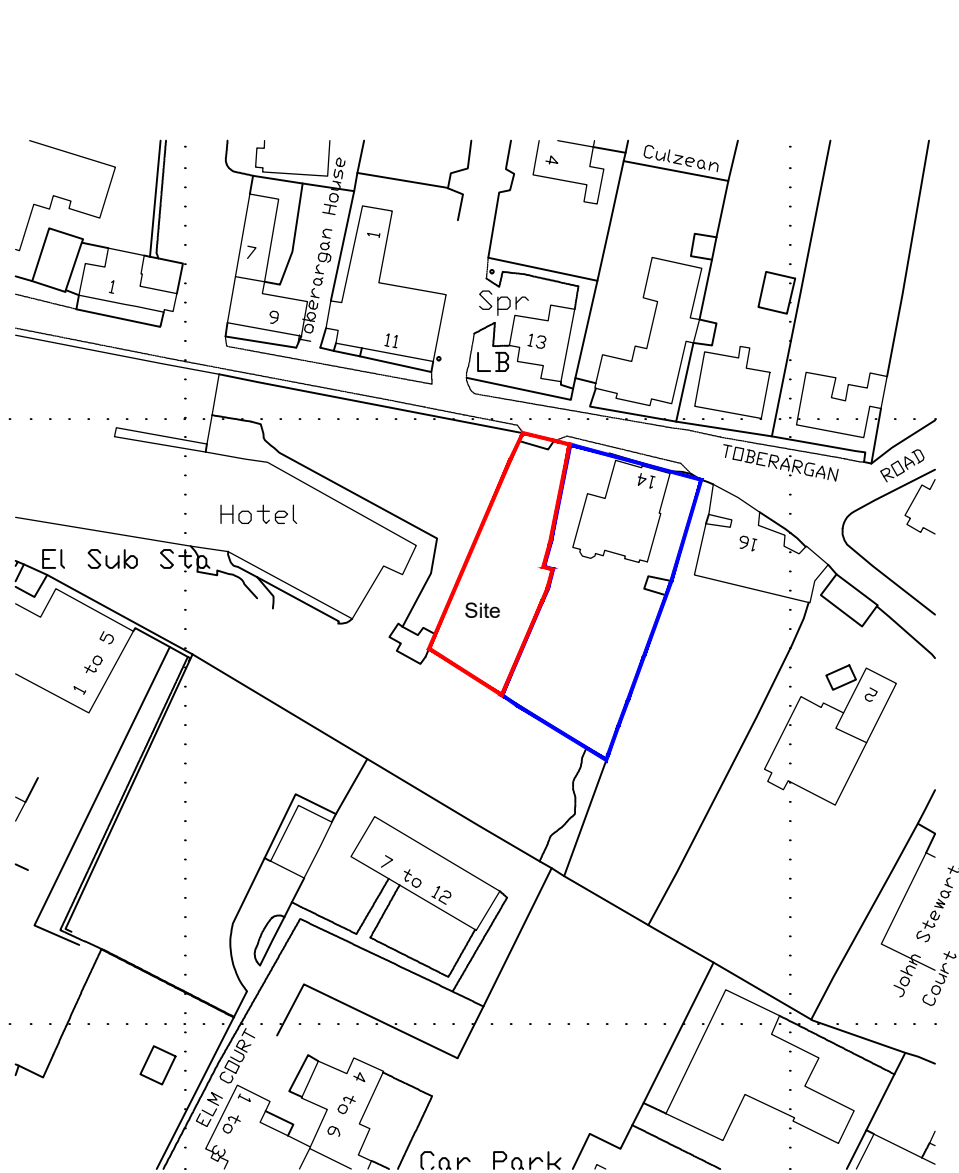 Culzean
4
Toberargan House
7
1
1
9
11
Spr
13
LB
TOBERARGAN
ROAD
14
16
Hotel
El Sub Sta
Site
1 to 5
2
7 to 12
John Stewart
Court
ELM COURT
1 to 3
4 to 6
Car Park